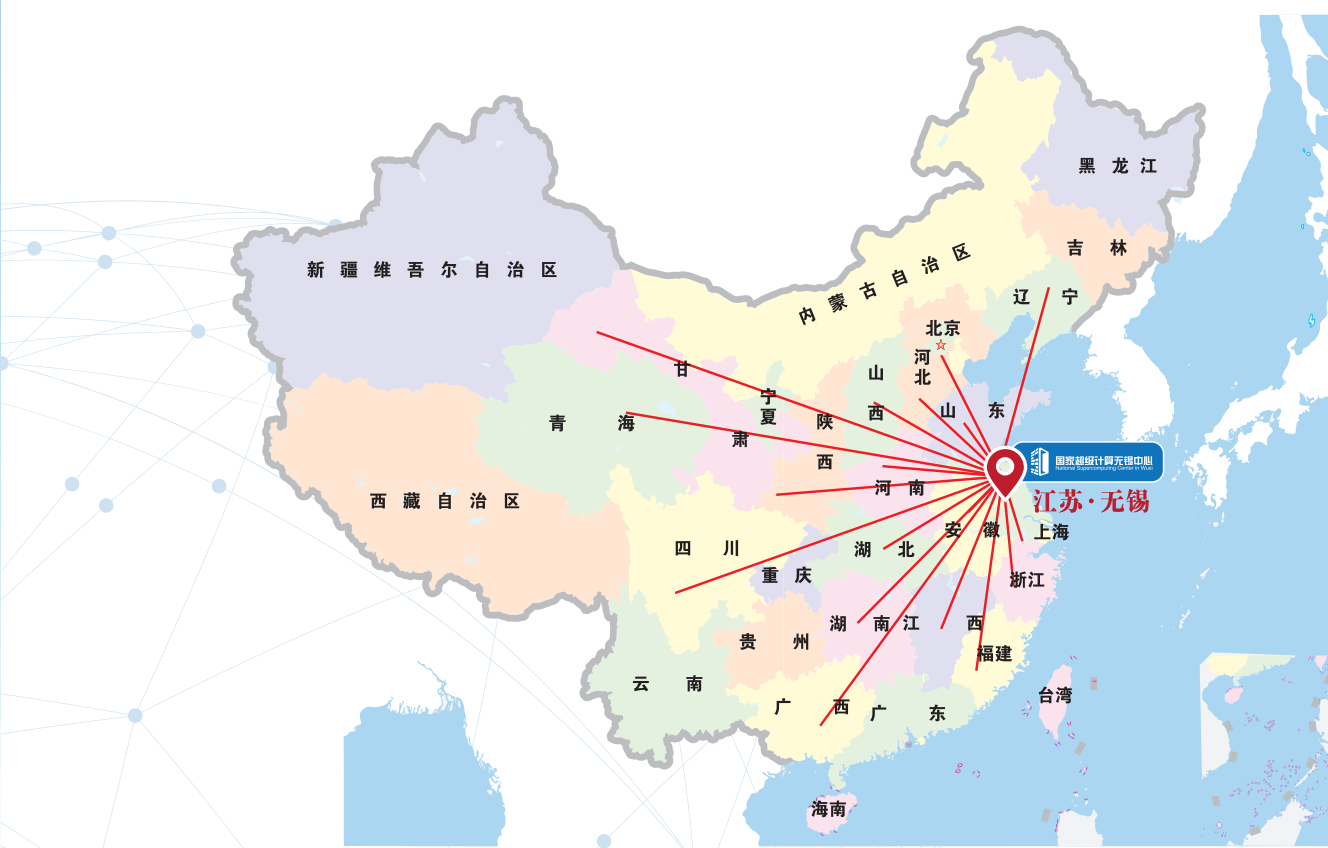 黑龙江
吉林
内蒙古自治区
新疆维吾尔自治区
辽宁
北京
河北
甘肃
宁夏
山西
陕西
山东
青海
国家超级计算无锡中心
National Supercomputing Center in Wuxi
河南
西藏自治区
江苏·无锡
安徽
上海
四川
湖北
重庆
浙江
湖南
江西
贵州
福建
云南
台湾
广西
广东
海南